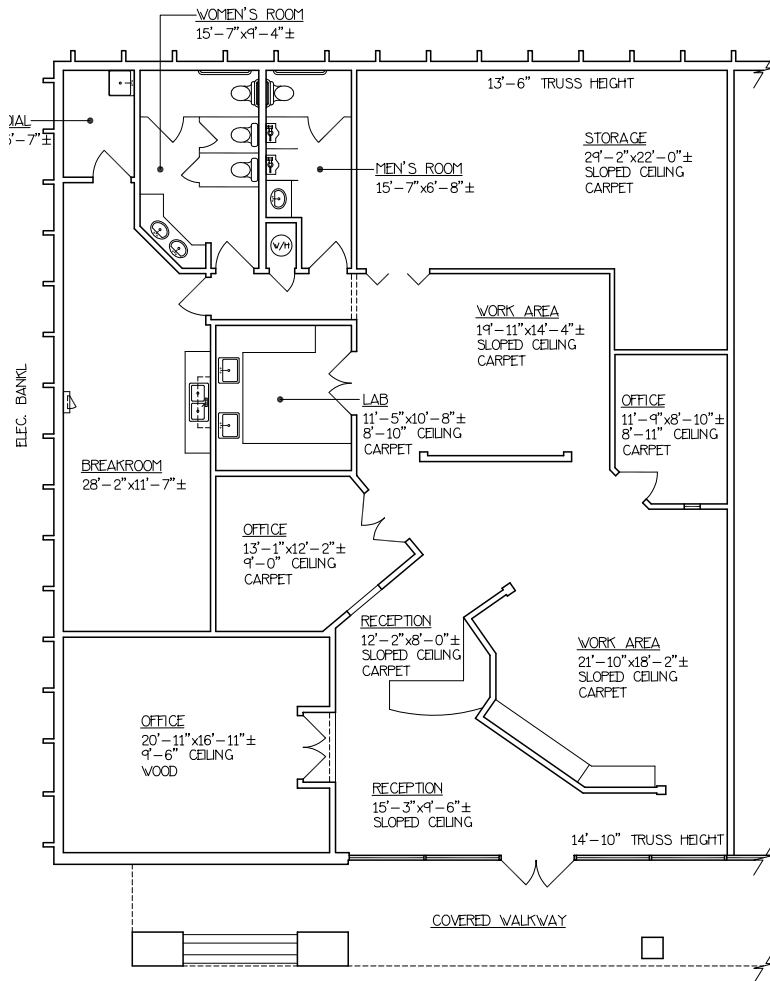 WOMEN'S ROOM
15'-7"x9'-4"±
13'-6" TRUSS HEIGHT
STORAGE
29'-2"x22'-0"±
SLOPED CEILING
CARPET
MEN'S ROOM
15'-7"x6'-8"±
W/H
WORK AREA
19'-11"x14'-4"±
SLOPED CEILING
CARPET
ELEC. BANKL
LAB
11'-5"x10'-8"±
8'-10" CEILING
CARPET
OFFICE
11'-9"x8'-10"±
8'-11" CEILING
CARPET
BREAKROOM
28'-2"x11'-7"±
OFFICE
13'-1"x12'-2"±
9'-0" CEILING
CARPET
RECEPTION
12'-2"x8'-0"±
SLOPED CEILING
CARPET
WORK AREA
21'-10"x18'-2"±
SLOPED CEILING
CARPET
OFFICE
20'-11"x16'-11"±
9'-6" CEILING
WOOD
RECEPTION
15'-3"x9'-6"±
SLOPED CEILING
14'-10" TRUSS HEIGHT
COVERED WALKWAY